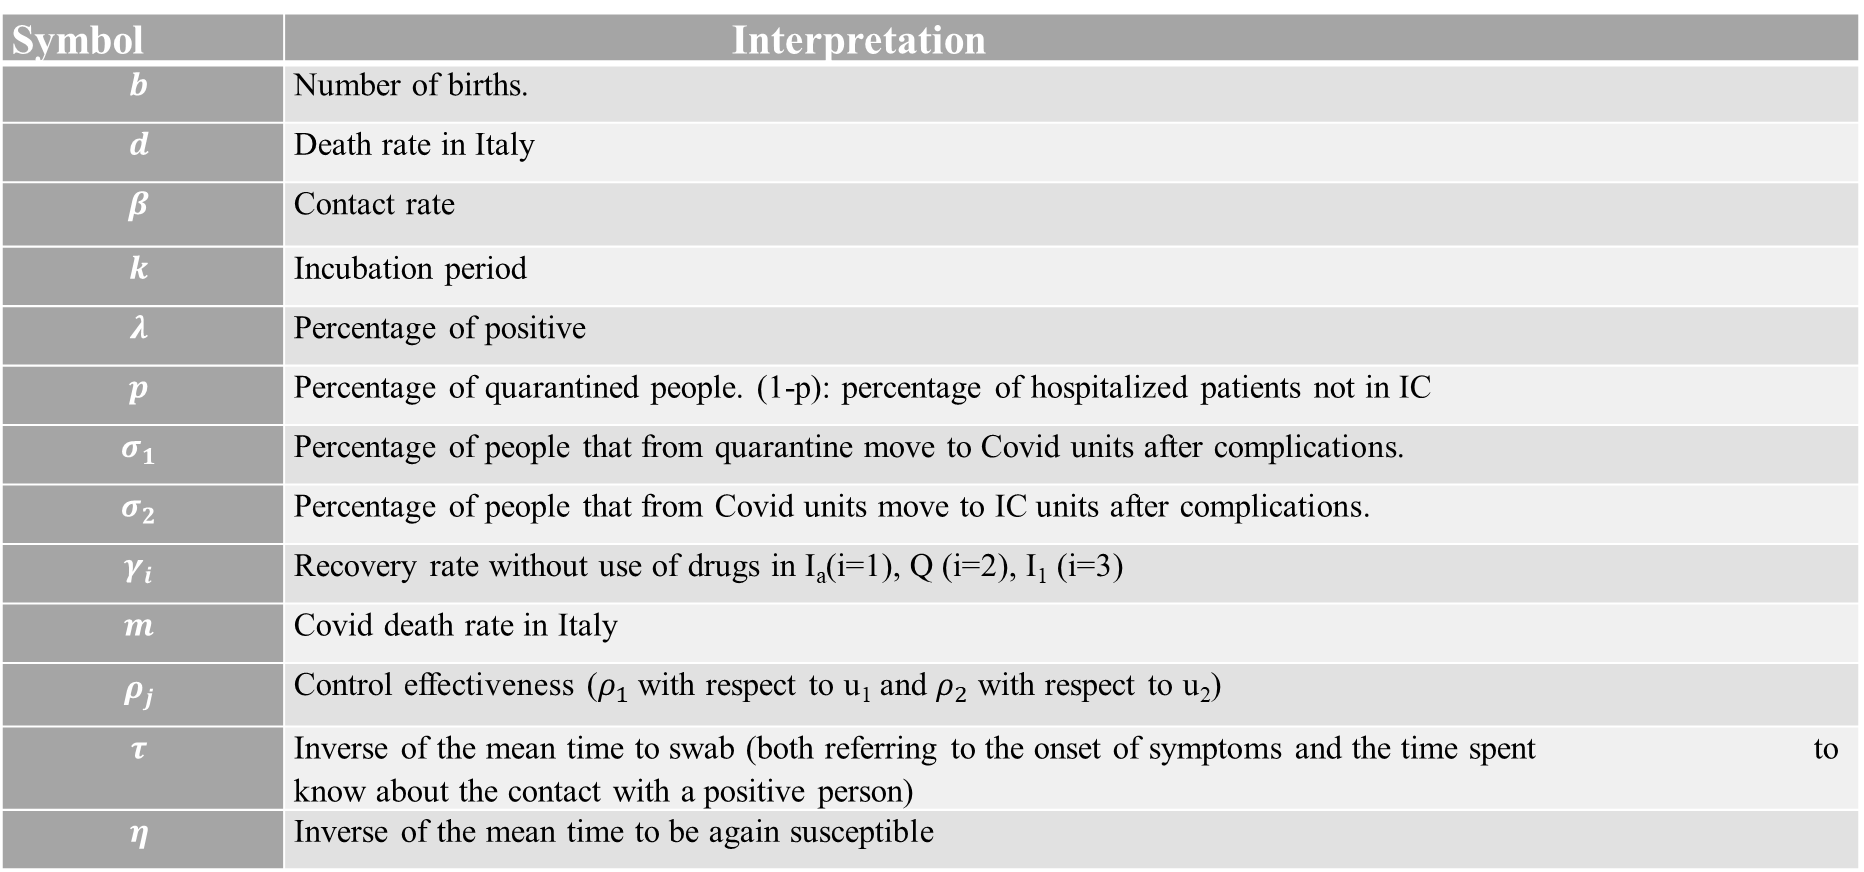 Symbol Interpretation
b Number of births.
d Death rate in Italy
β Contact rate
k Incubation period
λ Percentage of positive
p Percentage of quarantined people. (1-p): percentage of hospitalized patients not in IC
σ₁ Percentage of people that from quarantine move to Covid units after complications.
σ₂ Percentage of people that from Covid units move to IC units after complications.
γᵢ Recovery rate without use of drugs in Iₐ(i=1), Q (i=2), I₁ (i=3)
m Covid death rate in Italy
ρⱼ Control effectiveness (ρ₁ with respect to u₁ and ρ₂ with respect to u₂)
τ Inverse of the mean time to swab (both referring to the onset of symptoms and the time spent to
know about the contact with a positive person)
η Inverse of the mean time to be again susceptible